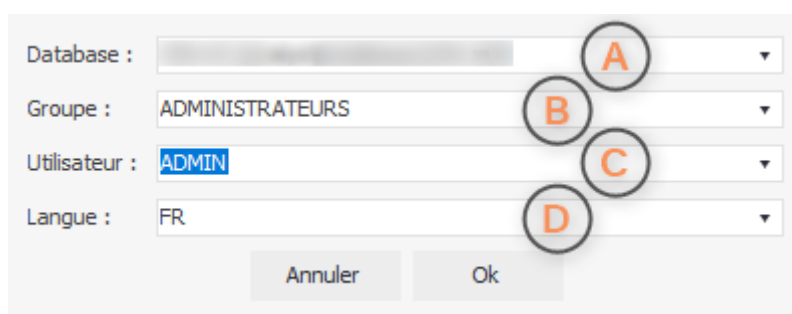 Database : A
Groupe : ADMINISTRATEURS B
Utilisateur : ADMIN C
Langue : FR D
Annuler Ok